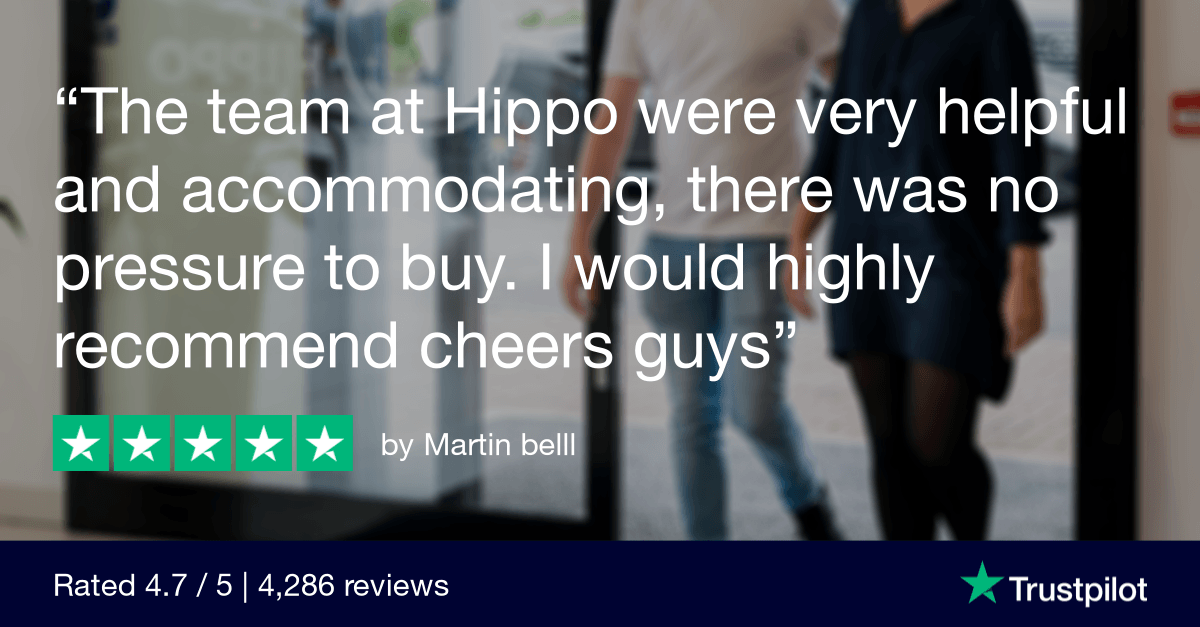 “The team at Hippo were very helpful
and accommodating, there was no
pressure to buy. I would highly
recommend cheers guys”
by Martin belll
Rated 4.7 / 5 | 4,286 reviews
Trustpilot